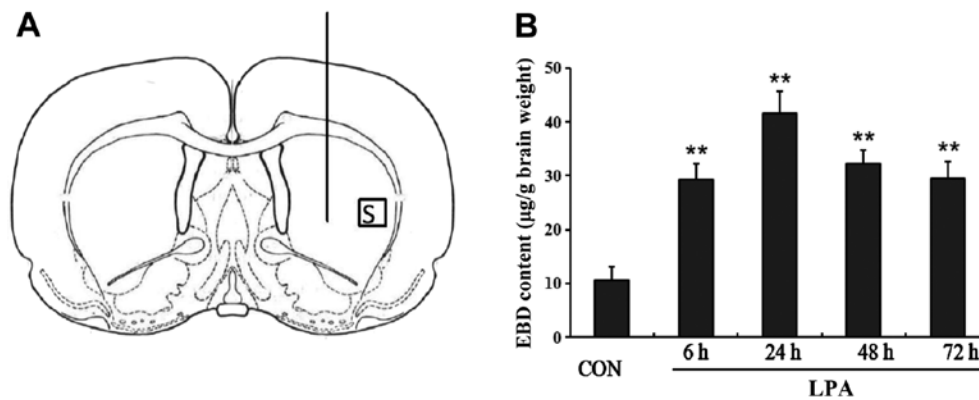 A
S
B
EBD content (µg/g brain weight)
50
40
30
20
10
0
**
**
**
**
CON
6 h
24 h
48 h
72 h
LPA